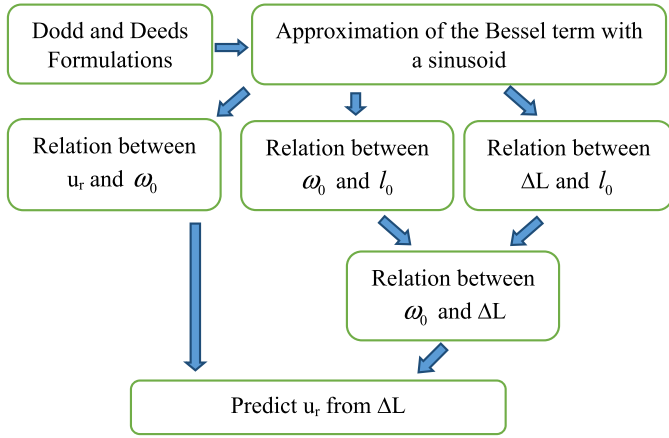 Dodd and Deeds
Formulations
Approximation of the Bessel term with
a sinusoid
Relation between
uᵣ and ω₀
Relation between
ω₀ and l₀
Relation between
ΔL and l₀
Relation between
ω₀ and ΔL
Predict uᵣ from ΔL